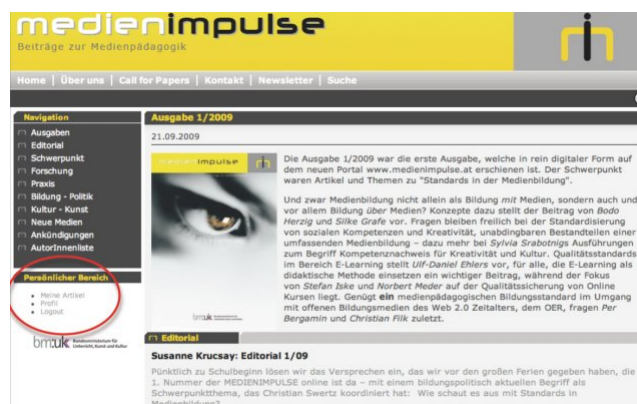 medienimpulse
Beiträge zur Medienpädagogik
Home | Über uns | Call for Papers | Kontakt | Newsletter | Suche
Navigation
Ausgaben
Editorial
Schwerpunkt
Forschung
Praxis
Bildung - Politik
Kultur - Kunst
Neue Medien
Ankündigungen
AutorInnenliste
Persönlicher Bereich
Meine Artikel
Profil
Logout
bm:uk Bundesministerium für
Unterricht, Kunst und Kultur
Ausgabe 1/2009
21.09.2009
medienimpulse
Die Ausgabe 1/2009 war die erste Ausgabe, welche in rein digitaler Form auf
dem neuen Portal www.medienimpulse.at erschienen ist. Der Schwerpunkt
waren Artikel und Themen zu "Standards in der Medienbildung".
Und zwar Medienbildung nicht allein als Bildung mit Medien, sondern auch und
vor allem Bildung über Medien? Konzepte dazu stellt der Beitrag von Bodo
Herzig und Silke Grafe vor. Fragen bleiben freilich bei der Standardisierung
von sozialen Kompetenzen und Kreativität, unabdingbaren Bestandteilen einer
umfassenden Medienbildung – dazu mehr bei Sylvia Srabotnigs Ausführungen
zum Begriff Kompetenznachweis für Kreativität und Kultur. Qualitätsstandards
im Bereich E-Learning stellt Ulf-Daniel Ehlers vor, für alle, die E-Learning als
didaktische Methode einsetzen ein wichtiger Beitrag, während der Fokus
von Stefan Iske und Norbert Meder auf der Qualitätssicherung von Online
Kursen liegt. Genügt ein medienpädagogischen Bildungsstandard im Umgang
mit offenen Bildungsmedien des Web 2.0 Zeitalters, dem OER, fragen Per
Bergamin und Christian Filk zuletzt.
Editorial
Susanne Krucsay: Editorial 1/09
Pünktlich zu Schulbeginn lösen wir das Versprechen ein, das wir vor den großen Ferien gegeben haben, die
1. Nummer der MEDIENIMPULSE online ist da – mit einem bildungspolitisch aktuellen Begriff als
Schwerpunktthema, das Christian Swertz koordiniert hat: Wie schaut es aus mit Standards in
Medienbildung?